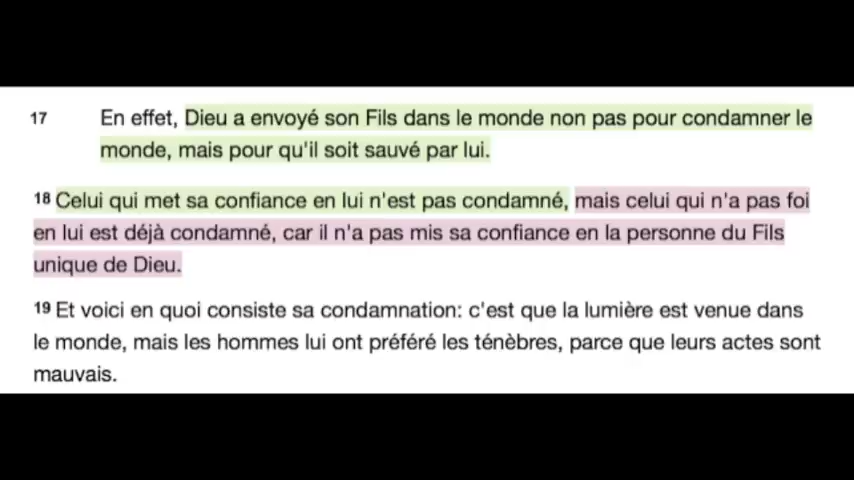 17 En effet, Dieu a envoyé son Fils dans le monde non pas pour condamner le
monde, mais pour qu'il soit sauvé par lui.
18 Celui qui met sa confiance en lui n'est pas condamné, mais celui qui n'a pas foi
en lui est déjà condamné, car il n'a pas mis sa confiance en la personne du Fils
unique de Dieu.
19 Et voici en quoi consiste sa condamnation: c'est que la lumière est venue dans
le monde, mais les hommes lui ont préféré les ténèbres, parce que leurs actes sont
mauvais.